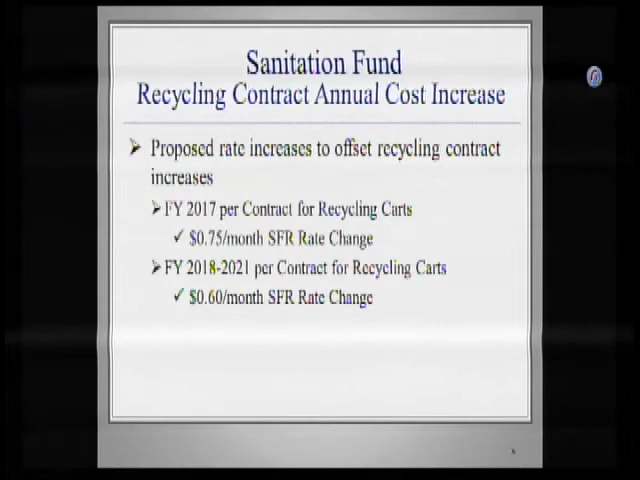 Sanitation Fund
Recycling Contract Annual Cost Increase
Proposed rate increases to offset recycling contract
increases
FY 2017 per Contract for Recycling Carts
$0.75/month SFR Rate Change
FY 2018-2021 per Contract for Recycling Carts
$0.60/month SFR Rate Change